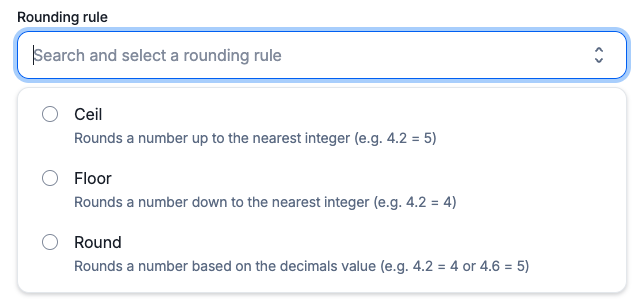 Rounding rule
Search and select a rounding rule
Ceil
Rounds a number up to the nearest integer (e.g. 4.2 = 5)
Floor
Rounds a number down to the nearest integer (e.g. 4.2 = 4)
Round
Rounds a number based on the decimals value (e.g. 4.2 = 4 or 4.6 = 5)